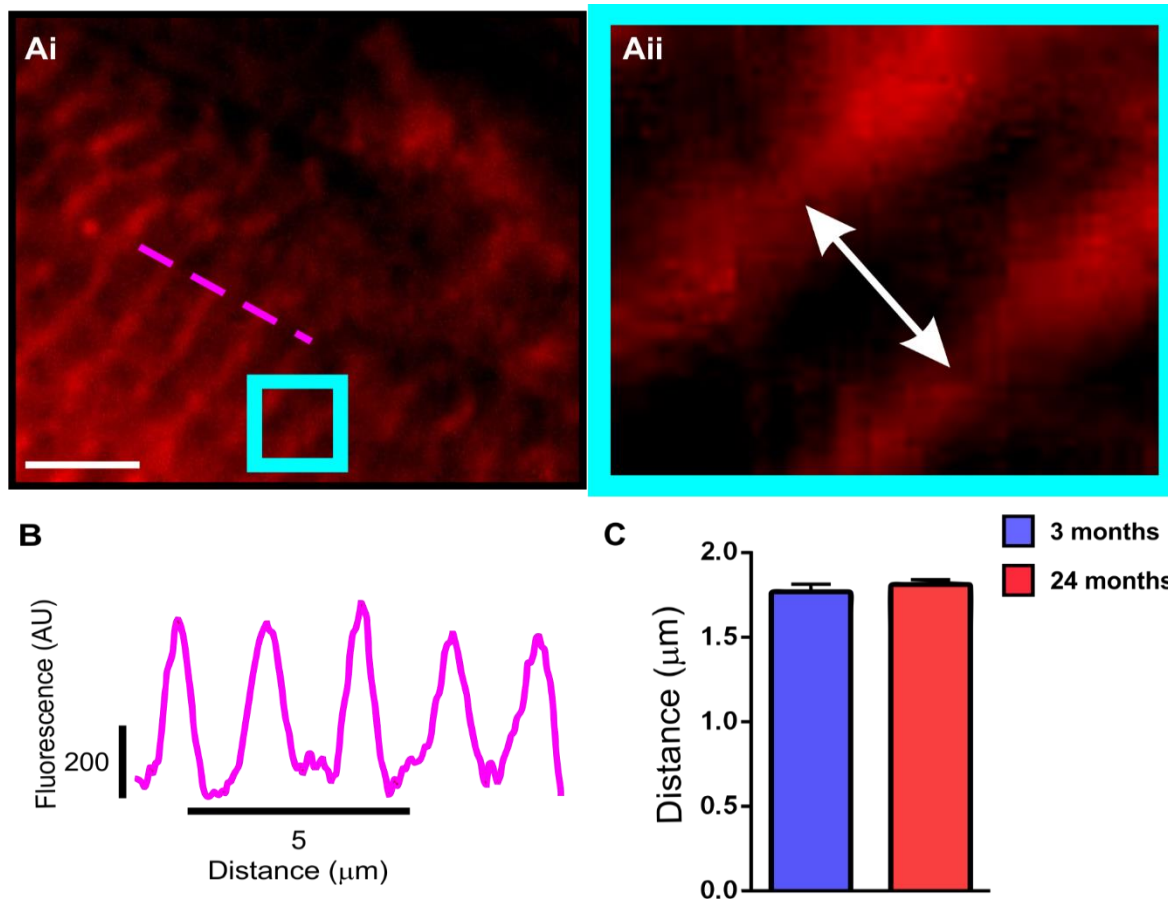 Ai
Aii
B
Fluorescence (AU)
200
5
Distance (μm)
C
3 months
24 months
Distance (μm)
2.0
1.5
1.0
0.5
0.0